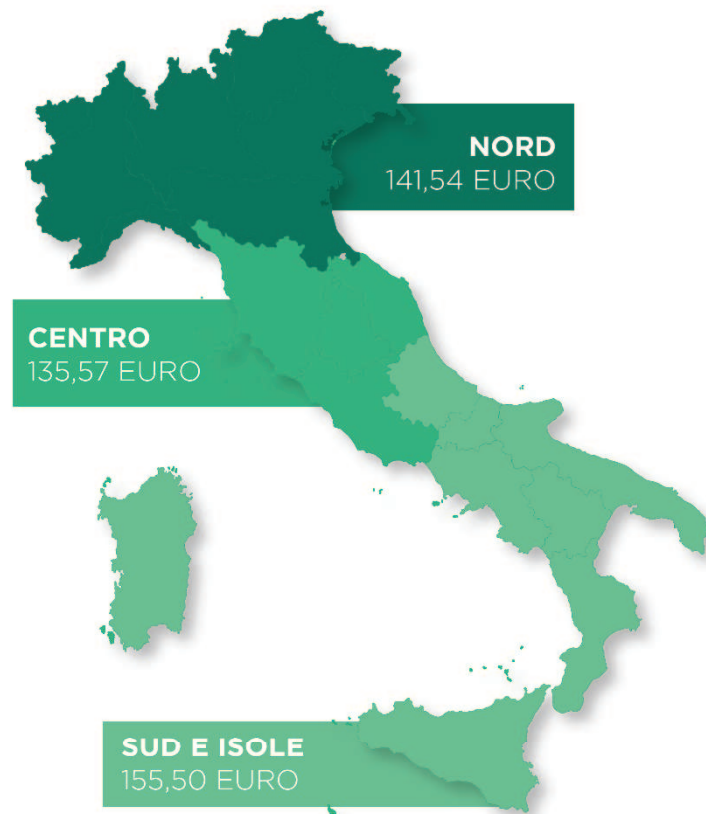 NORD
141,54 EURO
CENTRO
135,57 EURO
SUD E ISOLE
155,50 EURO